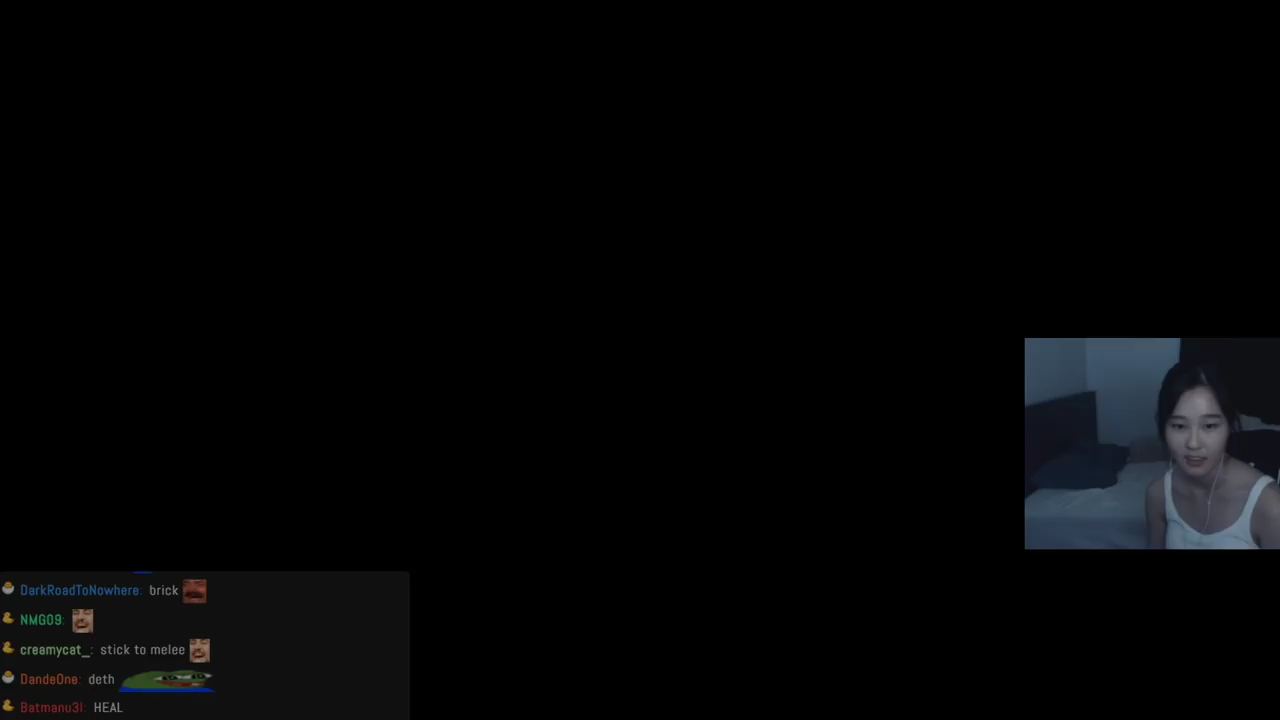 DarkRoadToNowhere: brick
NMG09:
creamycat_: stick to melee
DandeOne: deth
Batmanu3l: HEAL